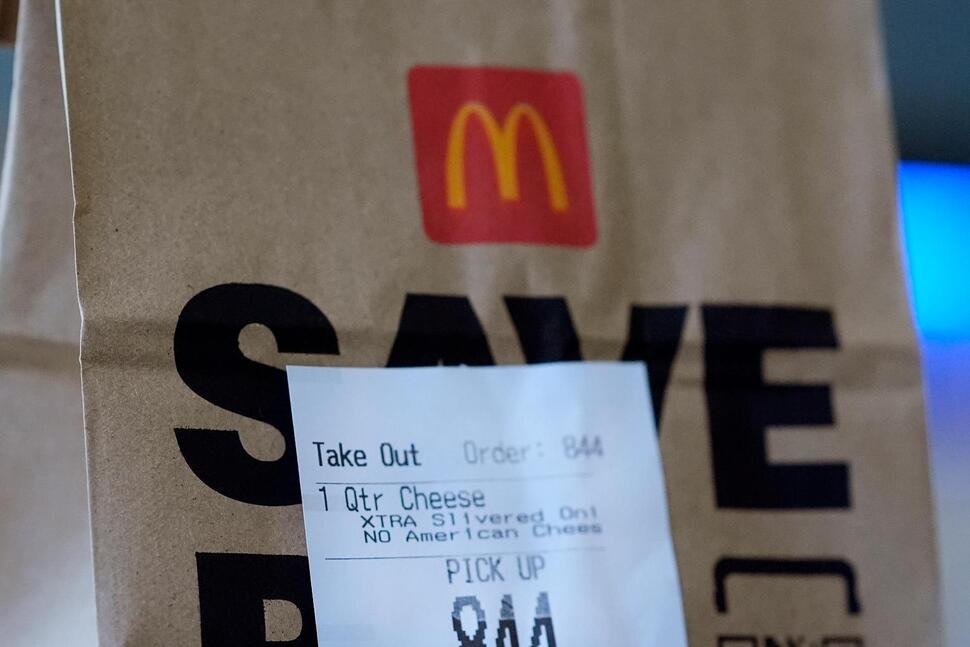 SAVE
Take Out Order: 844
1 Qtr Cheese
XTRA Slivered Oni
NO American Chees
PICK UP
844